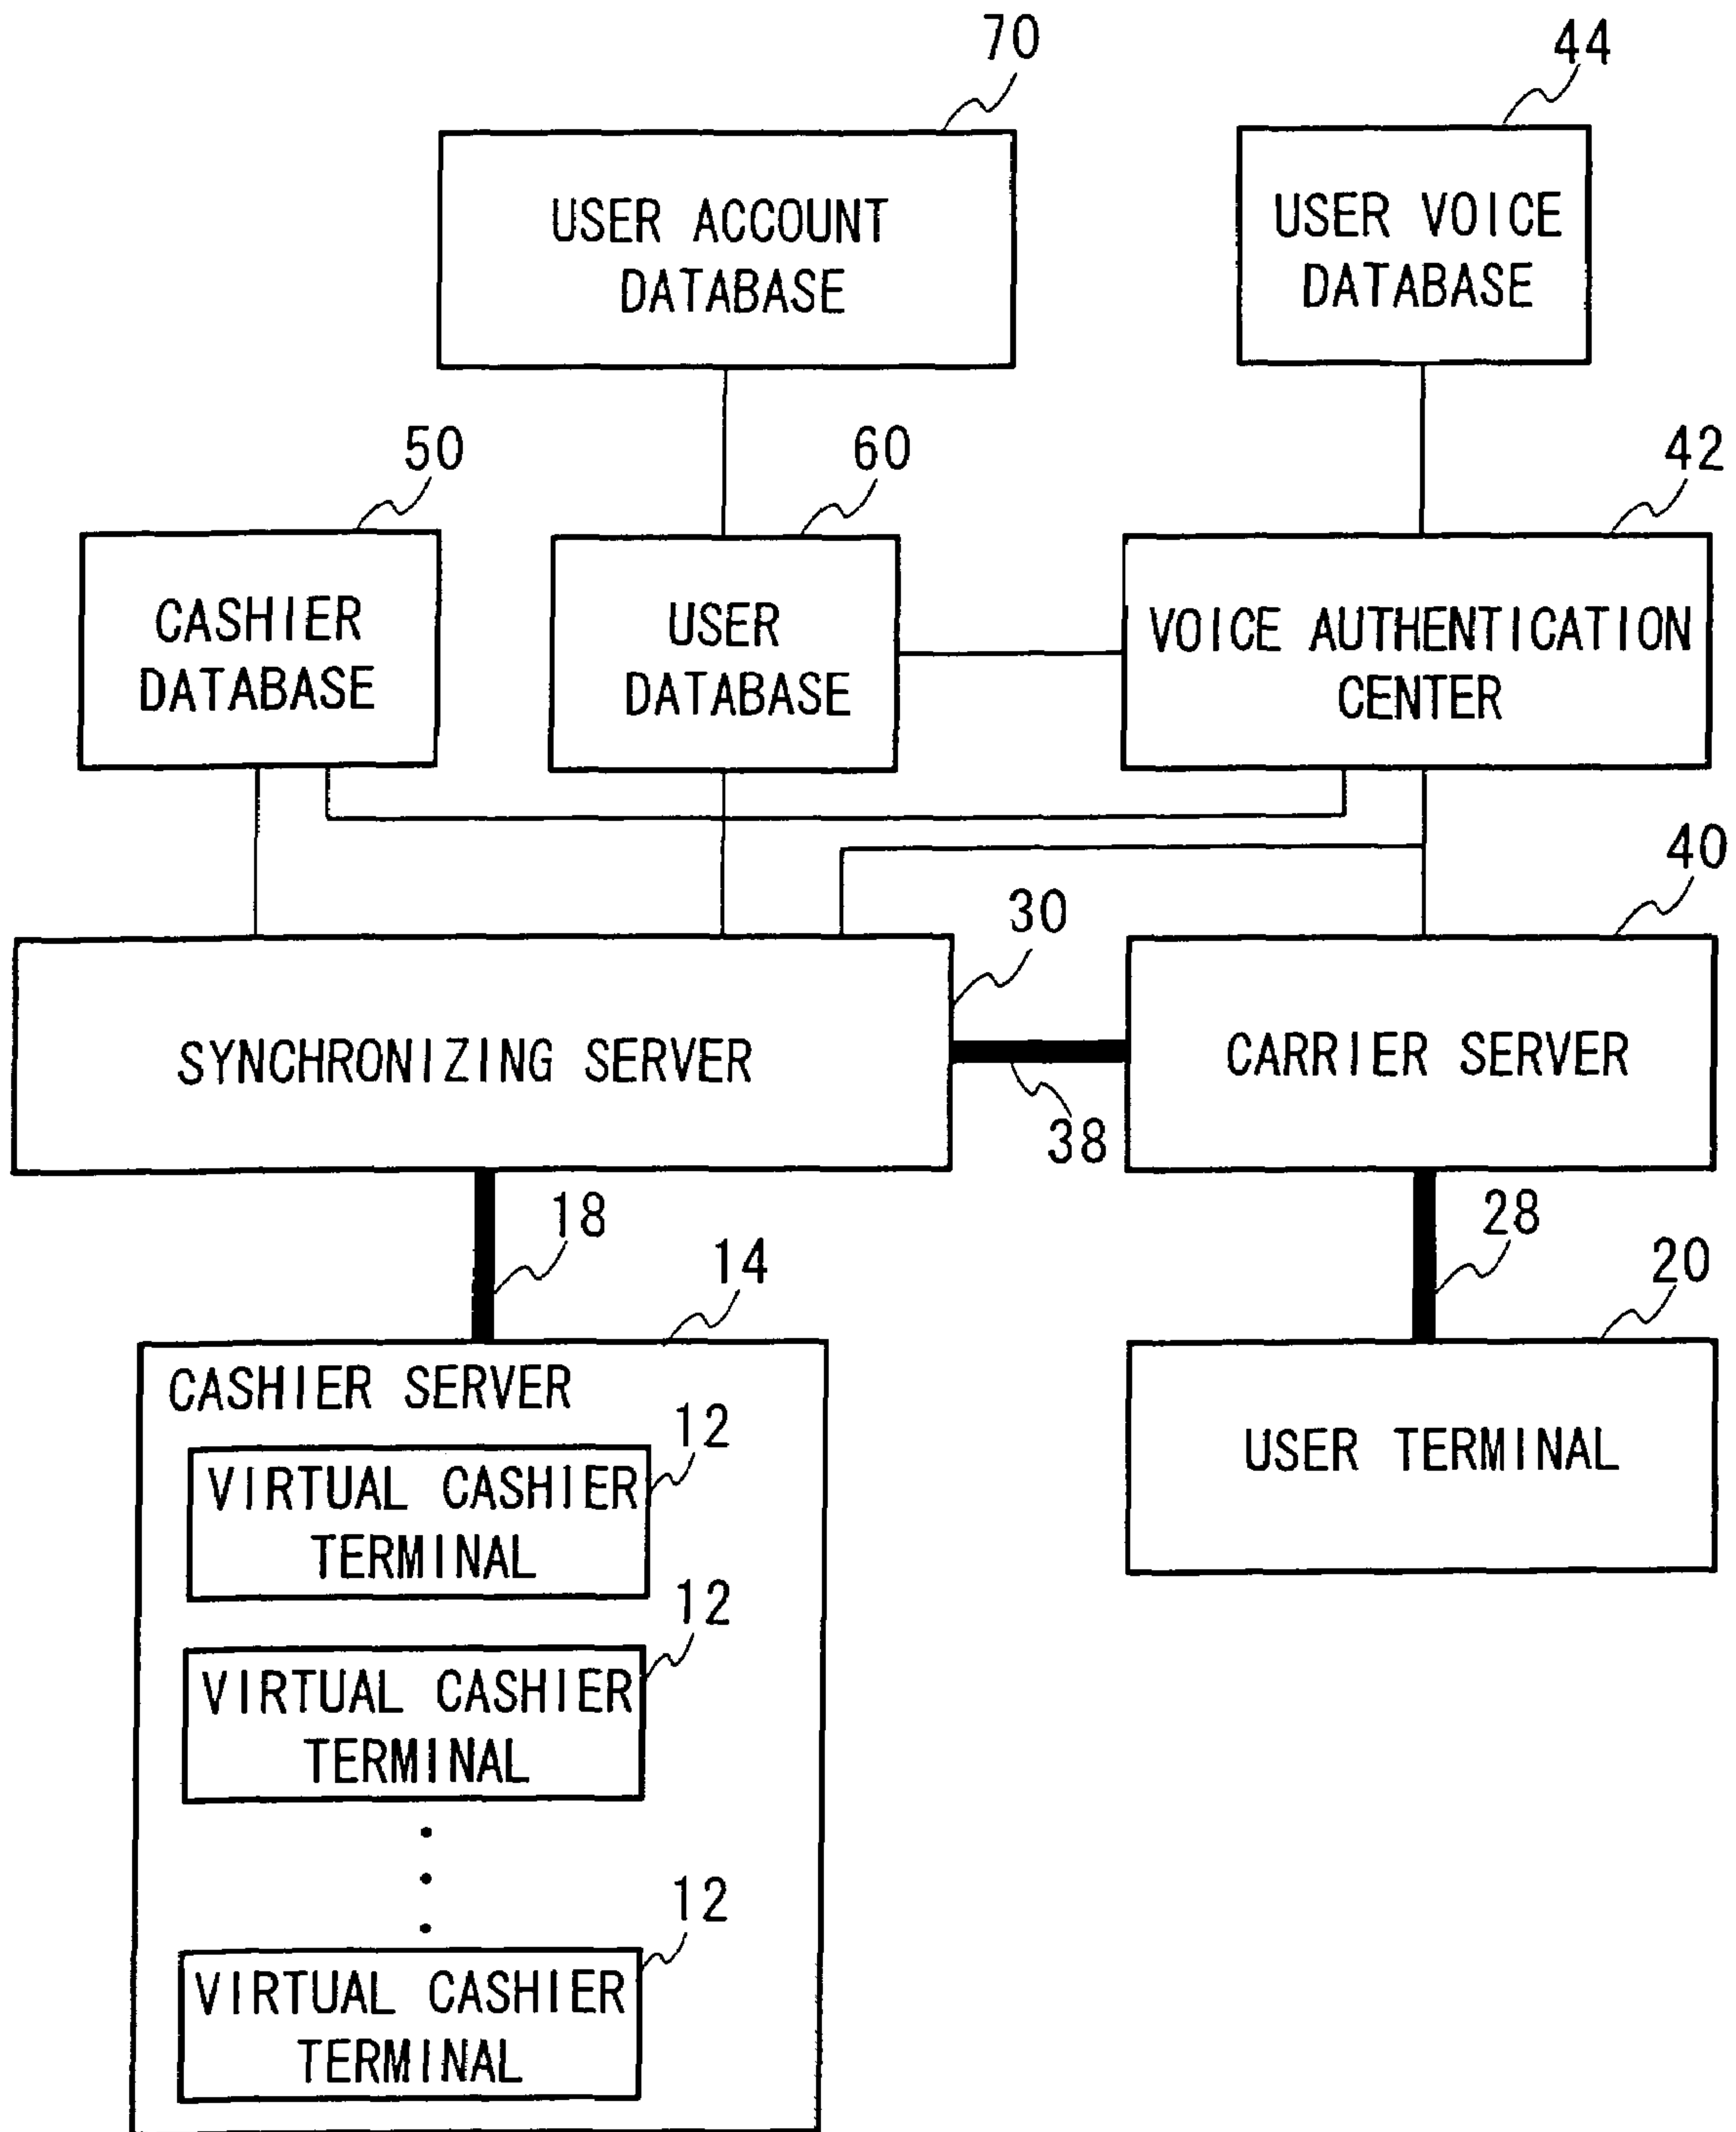 70
44
USER ACCOUNT
DATABASE
USER VOICE
DATABASE
50
60
42
CASHIER
DATABASE
USER
DATABASE
VOICE AUTHENTICATION
CENTER
40
30
SYNCHRONIZING SERVER
CARRIER SERVER
38
18
28
14
20
CASHIER SERVER
12
VIRTUAL CASHIER
TERMINAL
USER TERMINAL
12
VIRTUAL CASHIER
TERMINAL
12
VIRTUAL CASHIER
TERMINAL